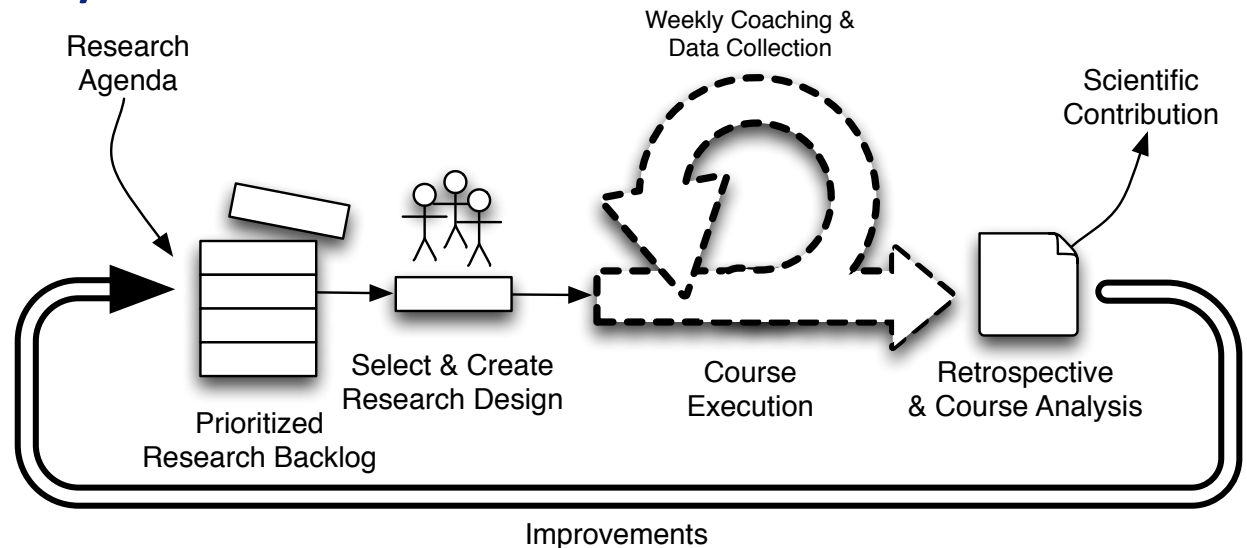 Weekly Coaching &
Data Collection
Research
Agenda
Scientific
Contribution
Select & Create
Research Design
Course
Execution
Retrospective
& Course Analysis
Prioritized
Research Backlog
Improvements